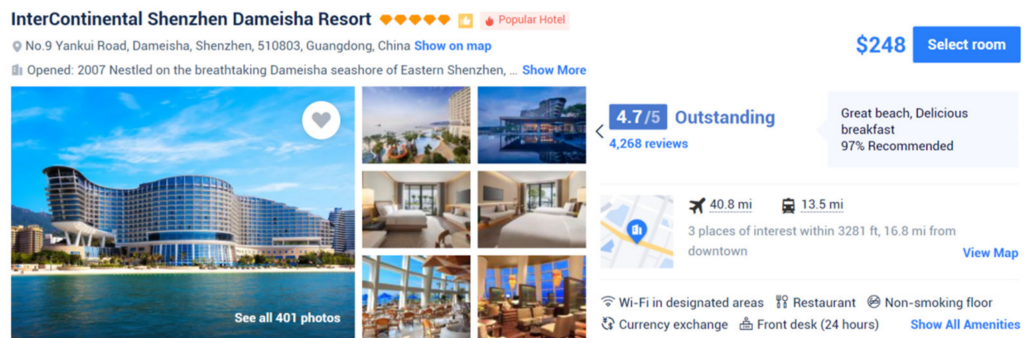 InterContinental Shenzhen Dameisha Resort
Popular Hotel
No.9 Yankui Road, Dameisha, Shenzhen, 510803, Guangdong, China Show on map
Opened: 2007 Nestled on the breathtaking Dameisha seashore of Eastern Shenzhen, ... Show More
See all 401 photos
$248
Select room
4.7/5 Outstanding
4,268 reviews
Great beach, Delicious
breakfast
97% Recommended
40.8 mi
13.5 mi
3 places of interest within 3281 ft, 16.8 mi from
downtown
View Map
Wi-Fi in designated areas
Restaurant
Non-smoking floor
Currency exchange
Front desk (24 hours)
Show All Amenities